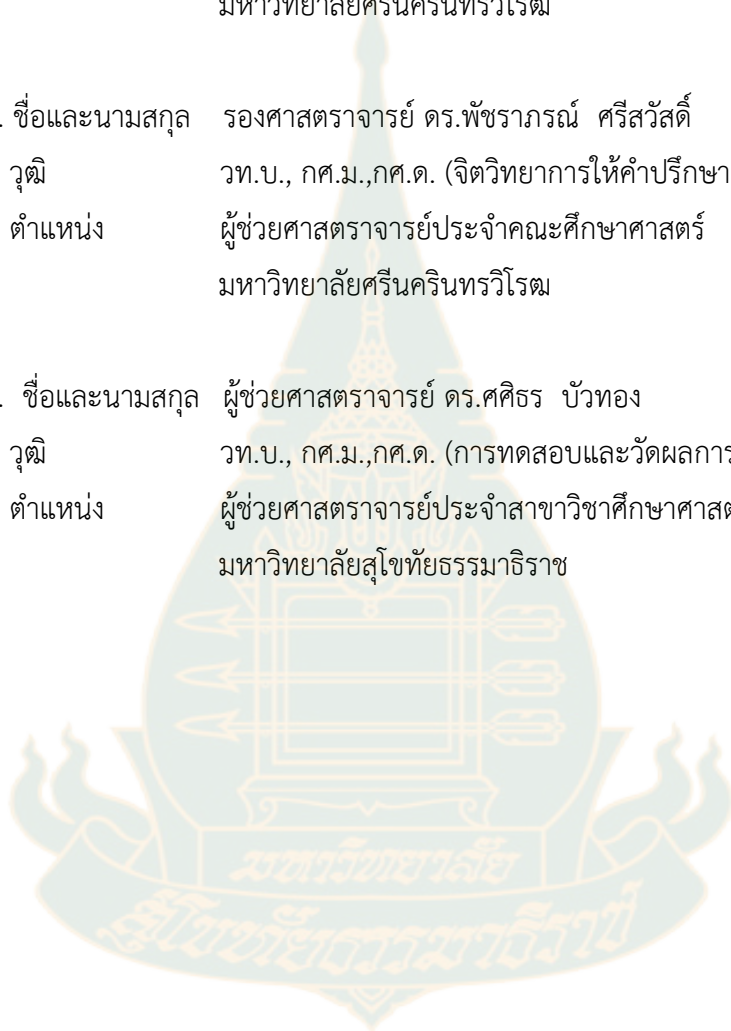 มหาวิทยาลัยศรีนครินทรวิโรฒ
. ชื่อและนามสกุล รองศาสตราจารย์ ดร.พัชราภรณ์ ศรีสวัสดิ์
วุฒิ วท.บ., กศ.ม.,กศ.ด. (จิตวิทยาการให้คำปรึกษา
ตำแหน่ง ผู้ช่วยศาสตราจารย์ประจำคณะศึกษาศาสตร์
มหาวิทยาลัยศรีนครินทรวิโรฒ
. ชื่อและนามสกุล ผู้ช่วยศาสตราจารย์ ดร.ศศิธร บัวทอง
วุฒิ วท.บ., กศ.ม.,กศ.ด. (การทดสอบและวัดผลการ
ตำแหน่ง ผู้ช่วยศาสตราจารย์ประจำสาขาวิชาศึกษาศาสต
มหาวิทยาลัยสุโขทัยธรรมาธิราช
มหาวิทยาลัย
สุโขทัยธรรมาธิราช